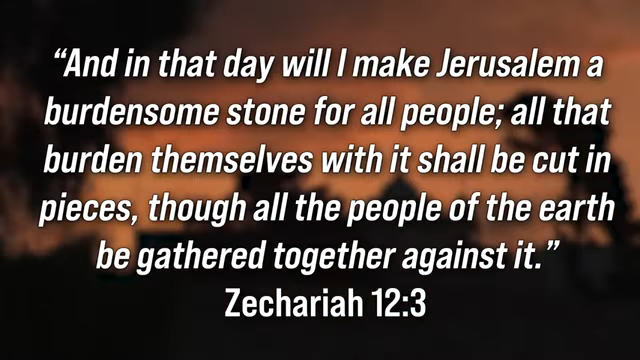 “And in that day will I make Jerusalem a
burdensome stone for all people; all that
burden themselves with it shall be cut in
pieces, though all the people of the earth
be gathered together against it.”
Zechariah 12:3